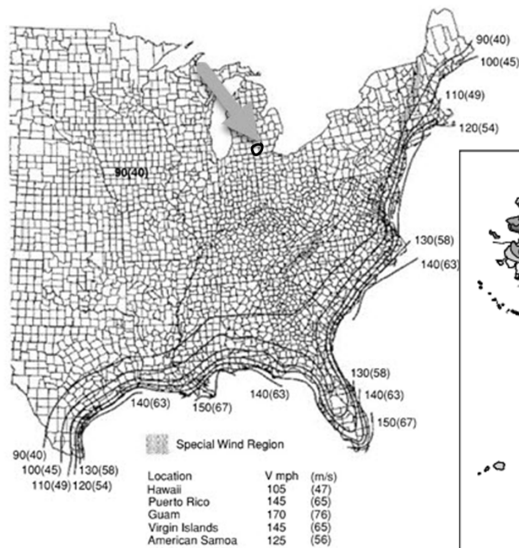 90(40)
100(45)
110(49)
120(54)
90(40)
130(58)
140(63)
130(58)
140(63)
140(63)
150(67)
140(63)
150(67)
90(40)
100(45)
130(58)
110(49)
120(54)
Special Wind Region
Location V mph (m/s)
Hawaii 105 (47)
Puerto Rico 145 (65)
Guam 170 (76)
Virgin Islands 145 (65)
American Samoa 125 (56)